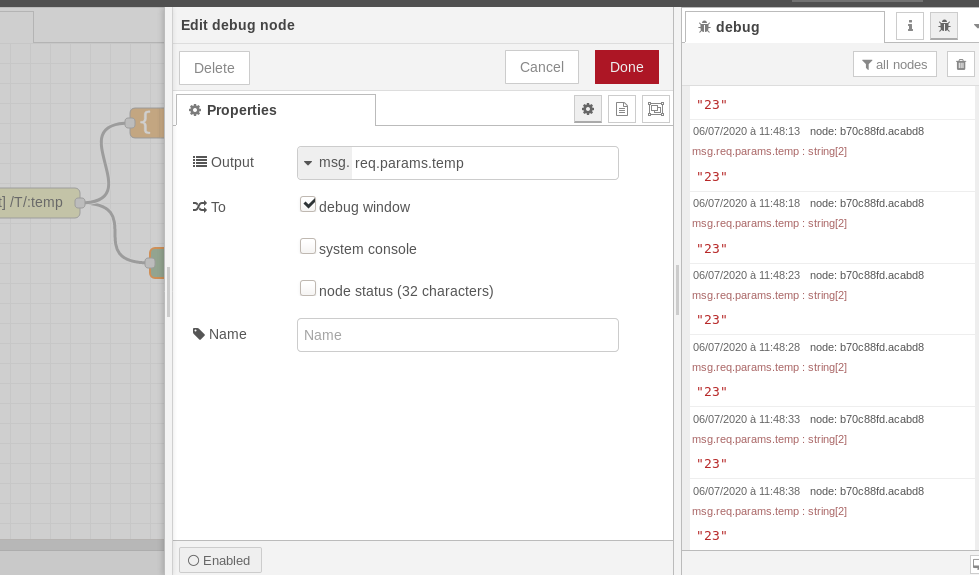 Edit debug node
Delete
Cancel
Done
Properties
Output
msg. req.params.temp
To
debug window
system console
node status (32 characters)
Name
Name
Enabled
] /T/:temp
{
debug
i
all nodes
"23"
06/07/2020 à 11:48:13 node: b70c88fd.acabd8
msg.req.params.temp : string[2]
"23"
06/07/2020 à 11:48:18 node: b70c88fd.acabd8
msg.req.params.temp : string[2]
"23"
06/07/2020 à 11:48:23 node: b70c88fd.acabd8
msg.req.params.temp : string[2]
"23"
06/07/2020 à 11:48:28 node: b70c88fd.acabd8
msg.req.params.temp : string[2]
"23"
06/07/2020 à 11:48:33 node: b70c88fd.acabd8
msg.req.params.temp : string[2]
"23"
06/07/2020 à 11:48:38 node: b70c88fd.acabd8
msg.req.params.temp : string[2]
"23"